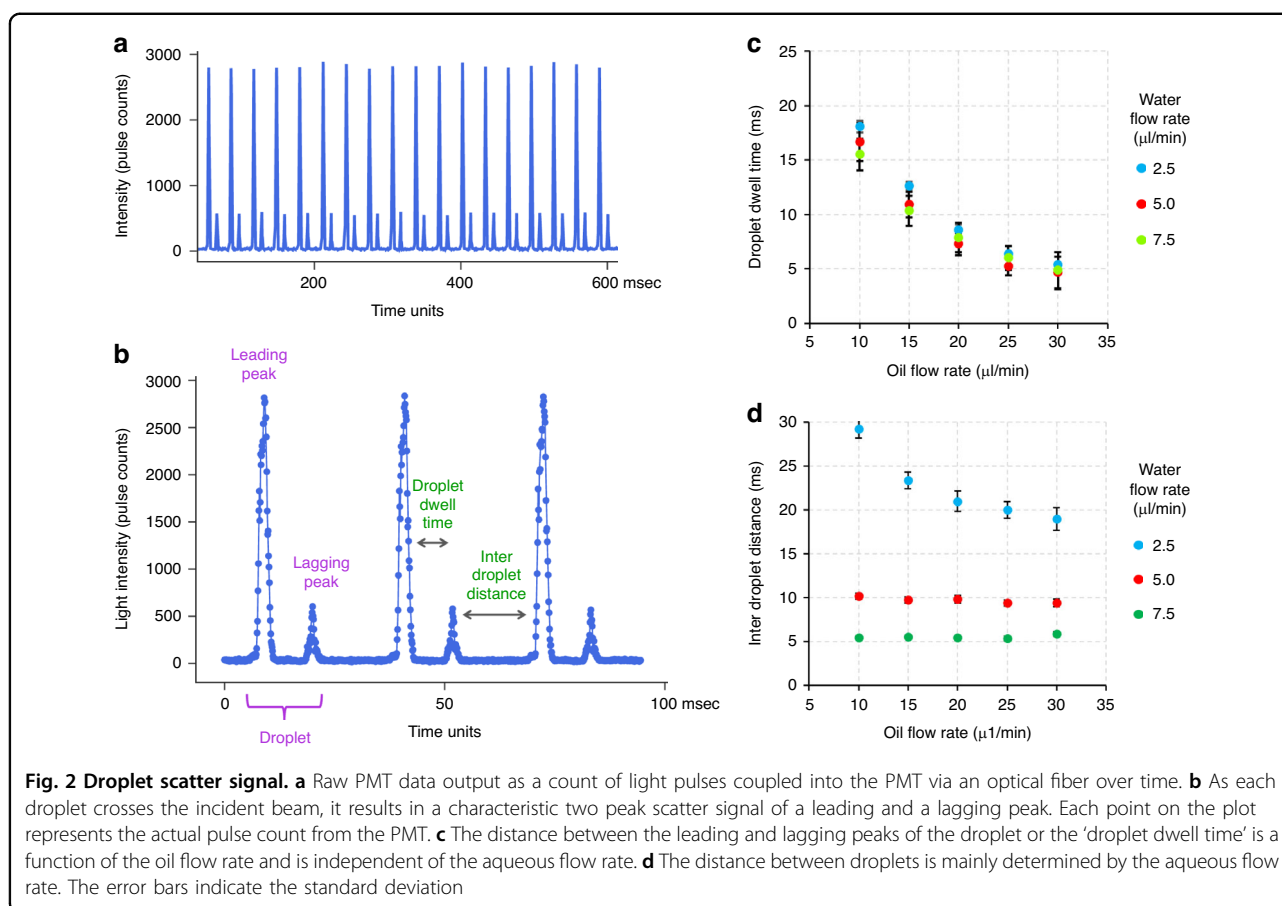 a
3000
2000
1000
0
Intensity (pulse counts)
200
400
600 msec
Time units
b
Leading
peak
3000
2500
2000
1500
1000
500
0
Light intensity (pulse counts)
Droplet
dwell
time
Lagging
peak
Inter
droplet
distance
0
50
100 msec
Time units
Droplet
c
25
20
15
10
5
0
Droplet dwell time (ms)
5
10
15
20
25
30
35
Oil flow rate (µl/min)
Water
flow rate
(µl/min)
2.5
5.0
7.5
d
30
25
20
15
10
5
0
Inter droplet distance (ms)
5
10
15
20
25
30
35
Oil flow rate (µ1/min)
Water
flow rate
(µl/min)
2.5
5.0
7.5
Fig. 2 Droplet scatter signal. a Raw PMT data output as a count of light pulses coupled into the PMT via an optical fiber over time. b As each
droplet crosses the incident beam, it results in a characteristic two peak scatter signal of a leading and a lagging peak. Each point on the plot
represents the actual pulse count from the PMT. c The distance between the leading and lagging peaks of the droplet or the ‘droplet dwell time’ is a
function of the oil flow rate and is independent of the aqueous flow rate. d The distance between droplets is mainly determined by the aqueous flow
rate. The error bars indicate the standard deviation